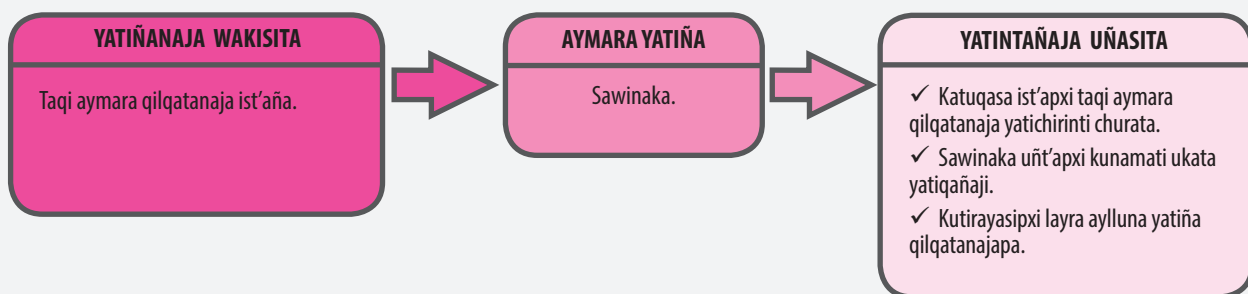 YATIÑANAJA WAKISITA
Taqi aymara qilqatanaja ist'aña.
AYMARA YATIÑA
Sawinaka.
YATINTAÑAJA UÑASITA
✓ Katuqasa ist'apxi taqi aymara
qilqatanaja yatichirinti churata.
✓ Sawinaka uñt'apxi kunamati ukata
yatiqañaji.
✓ Kutirayasipxi layra aylluna yatiña
qilqatanajapa.